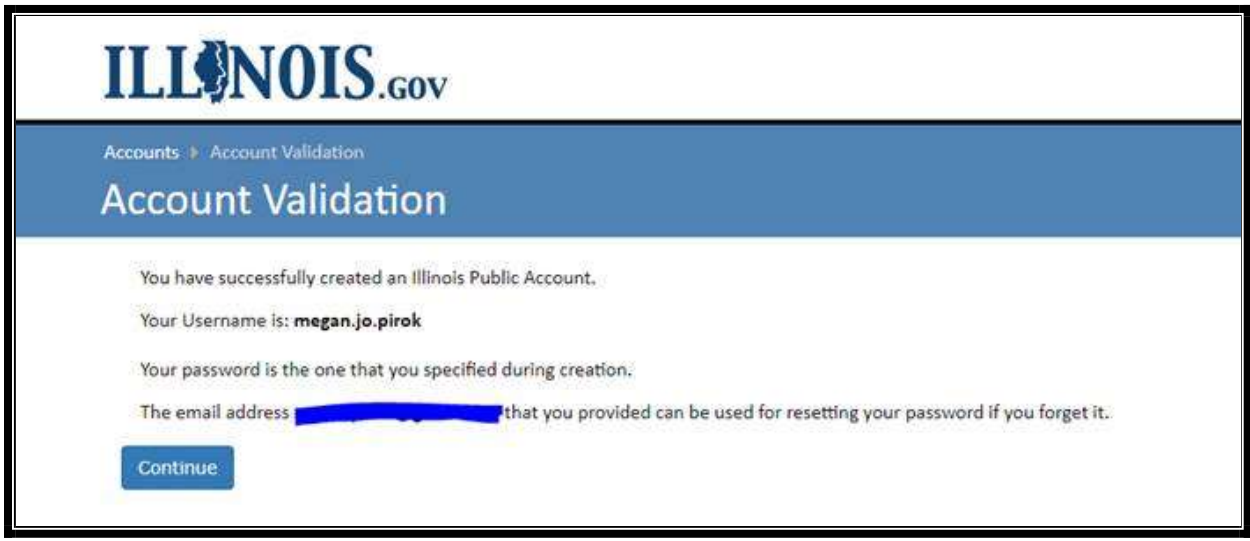 ILLINOIS.GOV
Accounts Account Validation
Account Validation
You have successfully created an Illinois Public Account.
Your Username is: megan.jo.pirok
Your password is the one that you specified during creation.
The email address that you provided can be used for resetting your password if you forget it.
Continue